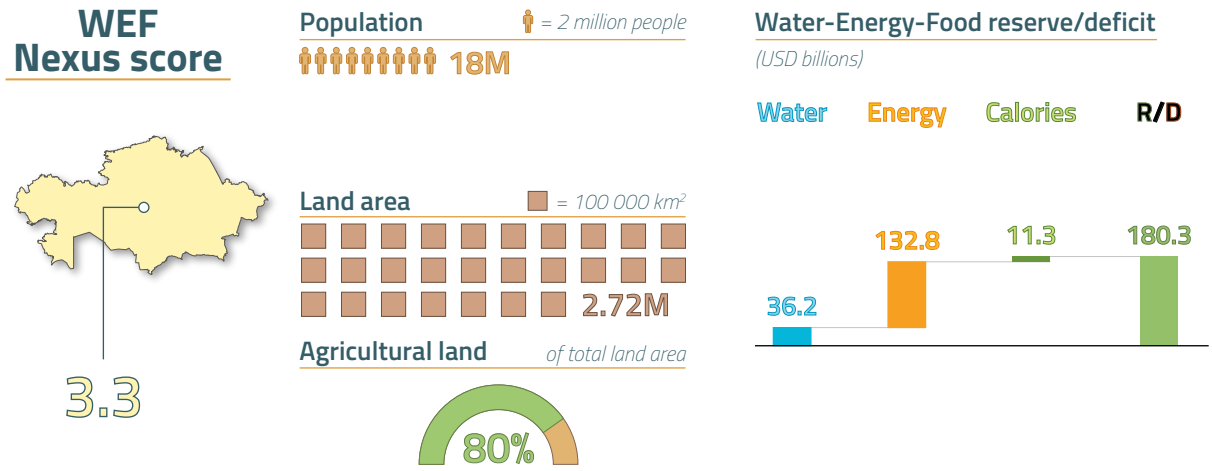 WEF
Nexus score
3.3
Population
= 2 million people
18M
Land area
= 100 000 km²
2.72M
Agricultural land
of total land area
80%
Water-Energy-Food reserve/deficit
(USD billions)
Water Energy Calories R/D
36.2
132.8
11.3
180.3